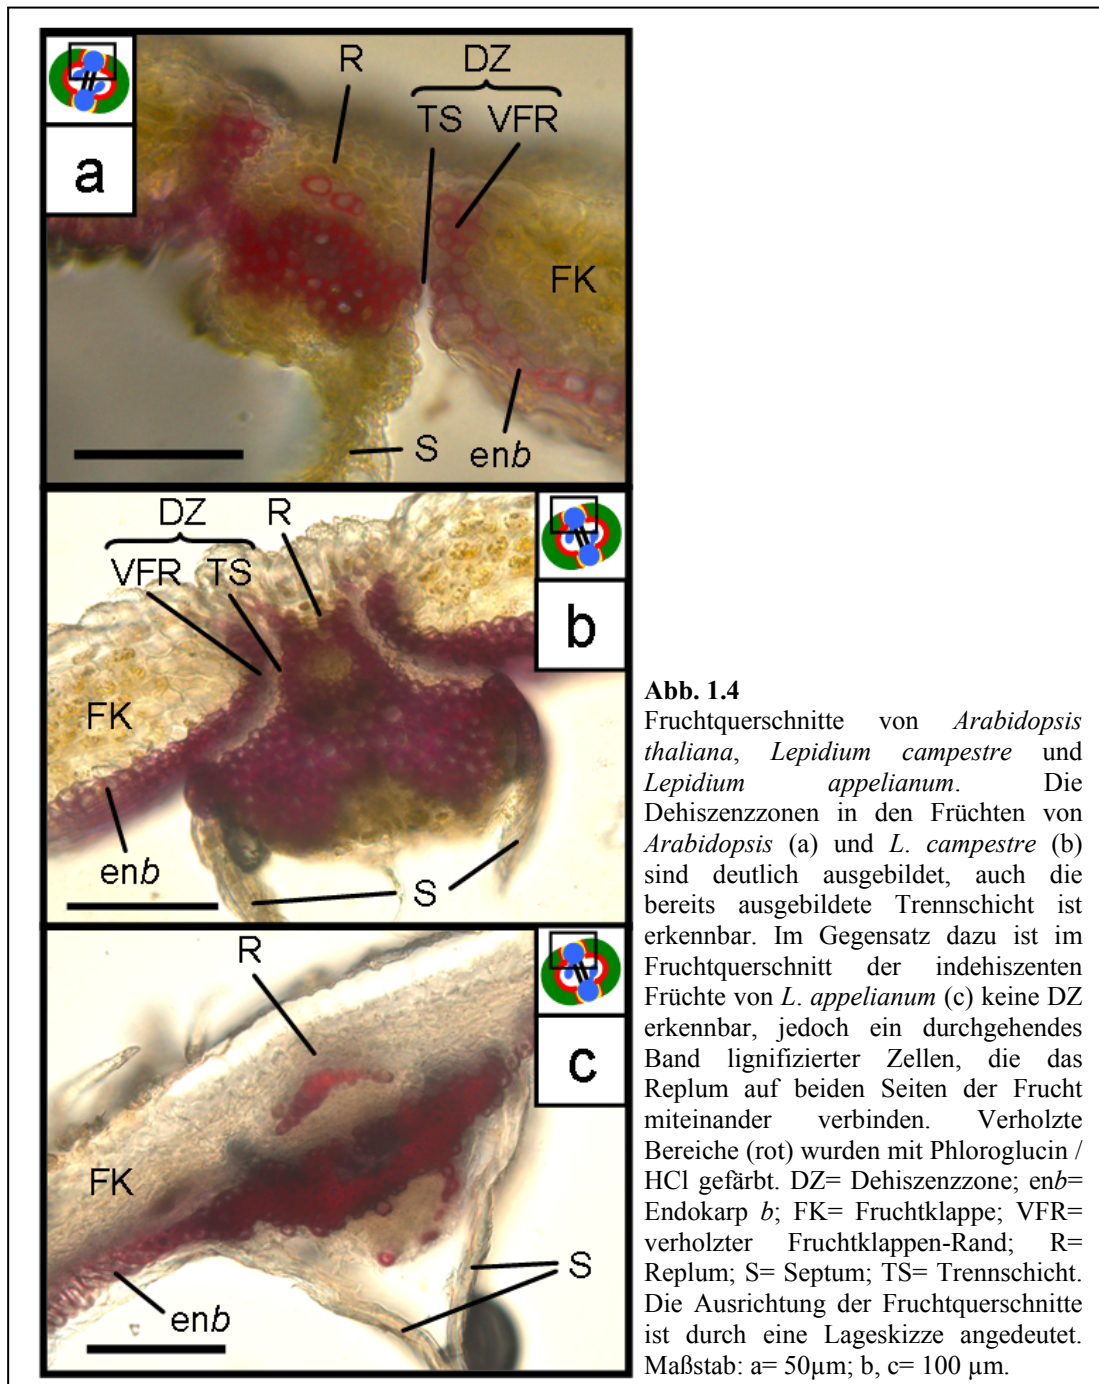 R DZ
TS VFR
a
FK
S
enb
DZ R
VFR TS
b
FK
enb
S
R
c
FK
S
enb
Abb. 1.4
Fruchtquerschnitte von Arabidopsis
thaliana, Lepidium campestre und
Lepidium appelianum. Die
Dehiszenzzonen in den Früchten von
Arabidopsis (a) und L. campestre (b)
sind deutlich ausgebildet, auch die
bereits ausgebildete Trennschicht ist
erkennbar. Im Gegensatz dazu ist im
Fruchtquerschnitt der indehiszenten
Früchte von L. appelianum (c) keine DZ
erkennbar, jedoch ein durchgehendes
Band lignifizierter Zellen, die das
Replum auf beiden Seiten der Frucht
miteinander verbinden. Verholzte
Bereiche (rot) wurden mit Phloroglucin /
HCl gefärbt. DZ= Dehiszenzzone; enb=
Endokarp b; FK= Fruchtklappe; VFR=
verholzter Fruchtklappen-Rand; R=
Replum; S= Septum; TS= Trennschicht.
Die Ausrichtung der Fruchtquerschnitte
ist durch eine Lageskizze angedeutet.
Maßstab: a= 50µm; b, c= 100 µm.